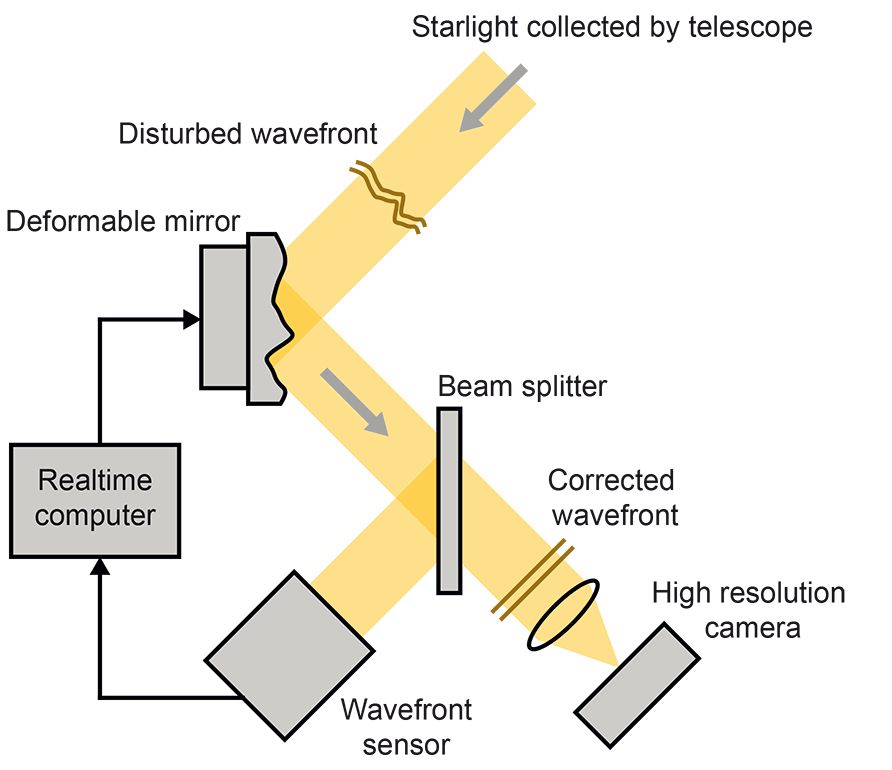 Starlight collected by telescope
Disturbed wavefront
Deformable mirror
Beam splitter
Realtime
computer
Corrected
wavefront
High resolution
camera
Wavefront
sensor